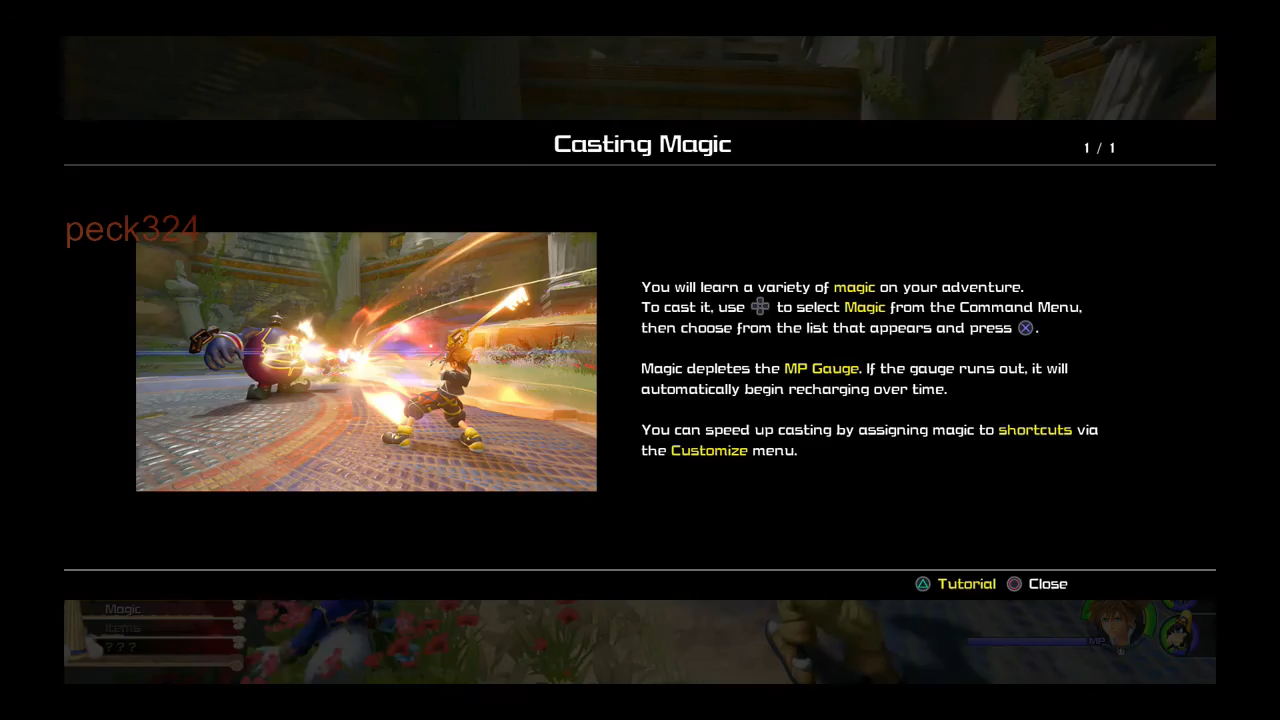 Casting Magic
1 / 1
peck324
You will learn a variety of magic on your adventure.
To cast it, use to select Magic from the Command Menu,
then choose from the list that appears and press .
Magic depletes the MP Gauge. If the gauge runs out, it will
automatically begin recharging over time.
You can speed up casting by assigning magic to shortcuts via
the Customize menu.
Tutorial Close
Magic
Items
???
MP